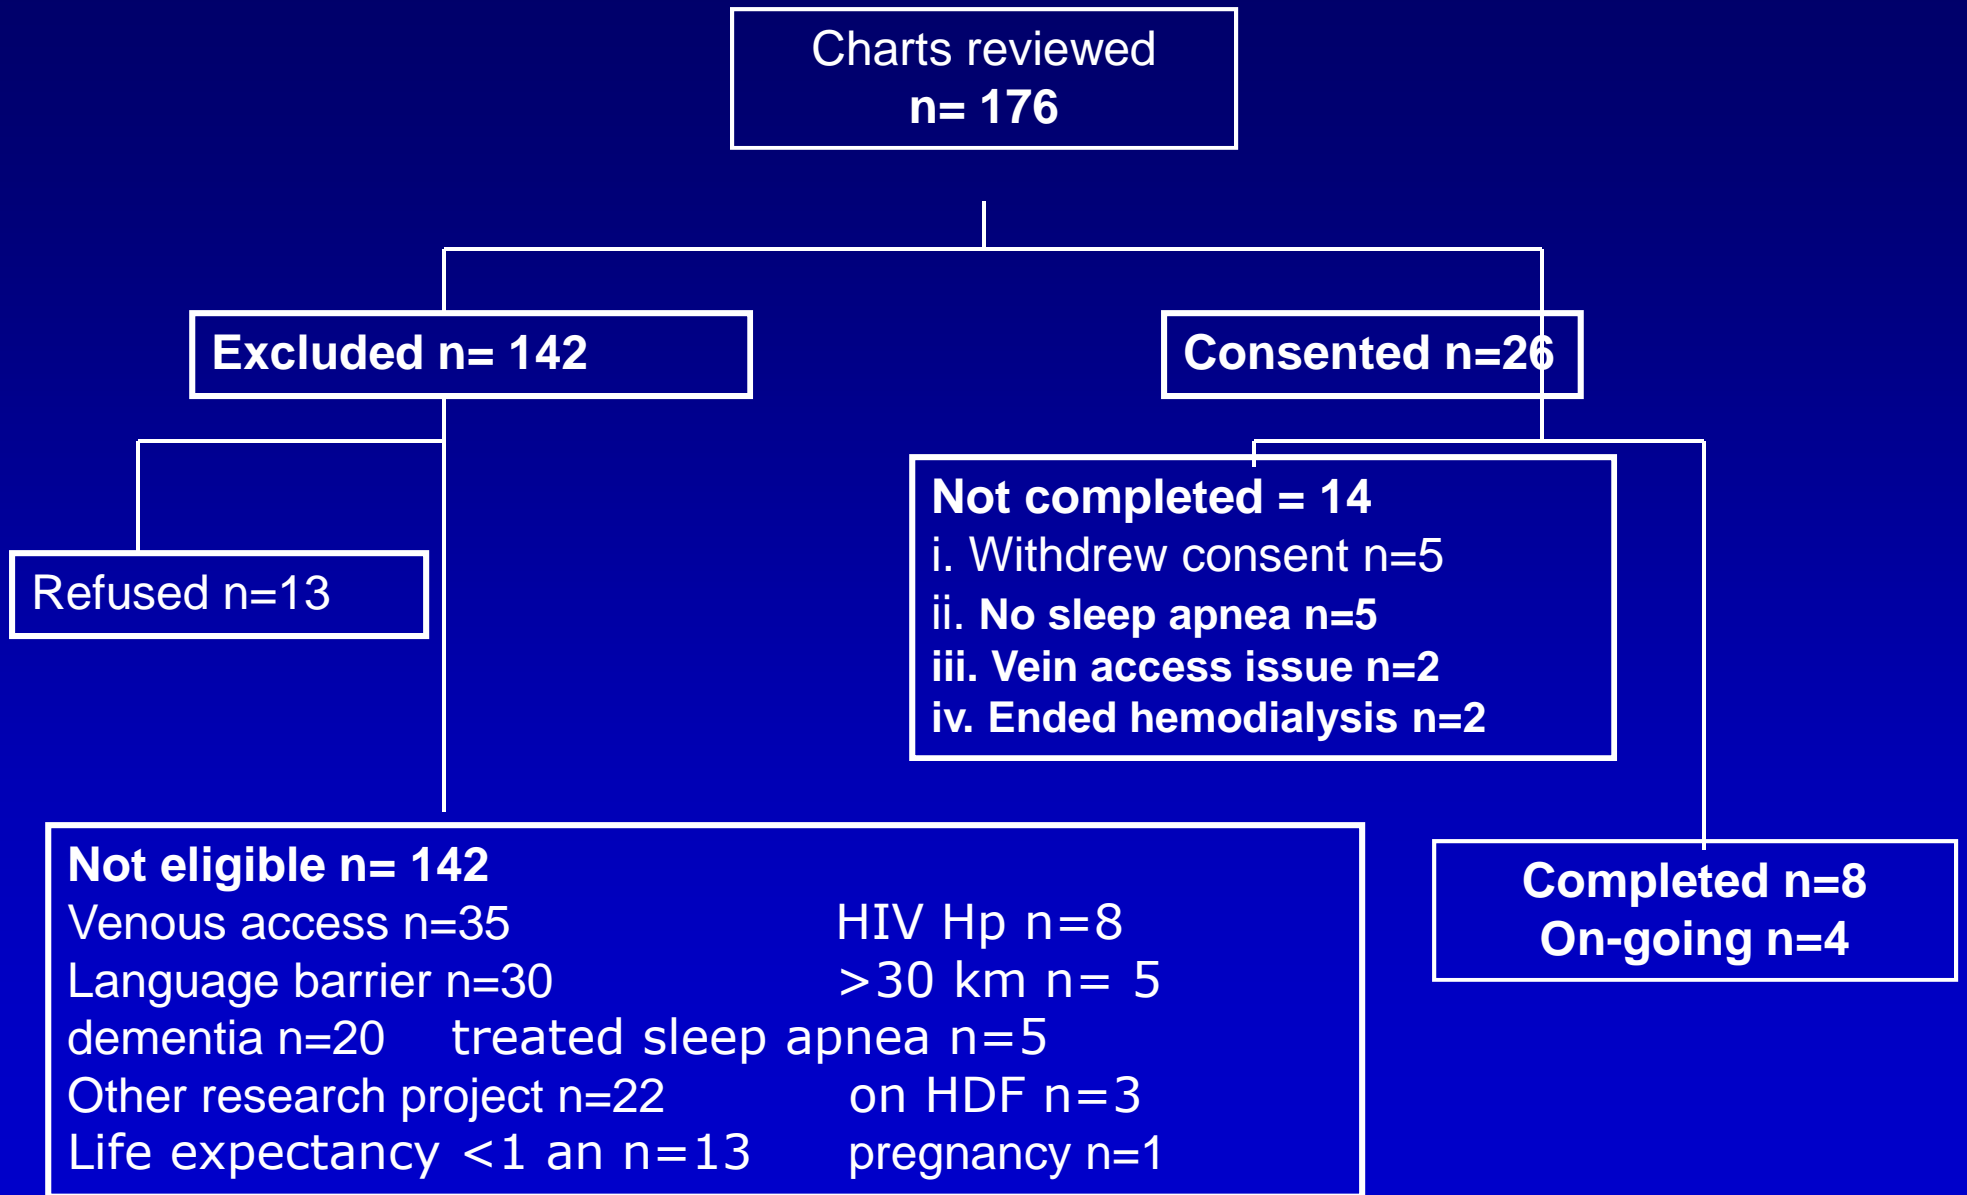 Charts reviewed
n= 176
Excluded n= 142
Consented n=26
Refused n=13
Not completed = 14
i. Withdrew consent n=5
ii. No sleep apnea n=5
iii. Vein access issue n=2
iv. Ended hemodialysis n=2
Not eligible n= 142
Venous access n=35 HIV Hp n=8
Language barrier n=30 >30 km n= 5
dementia n=20 treated sleep apnea n=5
Other research project n=22 on HDF n=3
Life expectancy <1 an n=13 pregnancy n=1
Completed n=8
On-going n=4